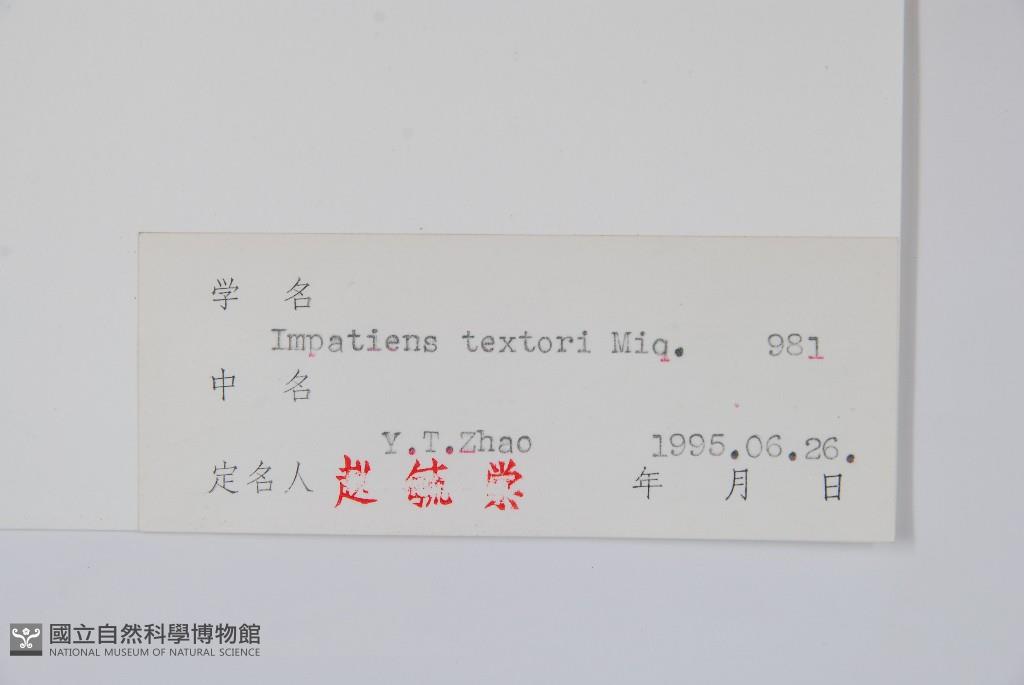 学 名
Impatiens textori Miq. 981
中 名
Y.T.Zhao 1995.06.26.
定名人 赵毓棠 年 月 日
國立自然科學博物館
NATIONAL MUSEUM OF NATURAL SCIENCE